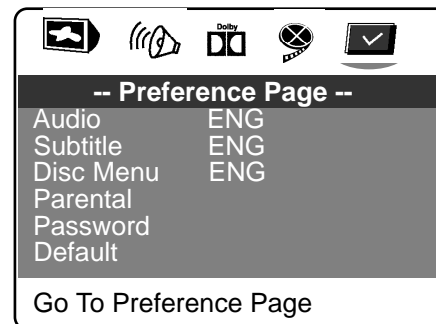 Dolby
-- Preference Page --
Audio ENG
Subtitle ENG
Disc Menu ENG
Parental
Password
Default
Go To Preference Page